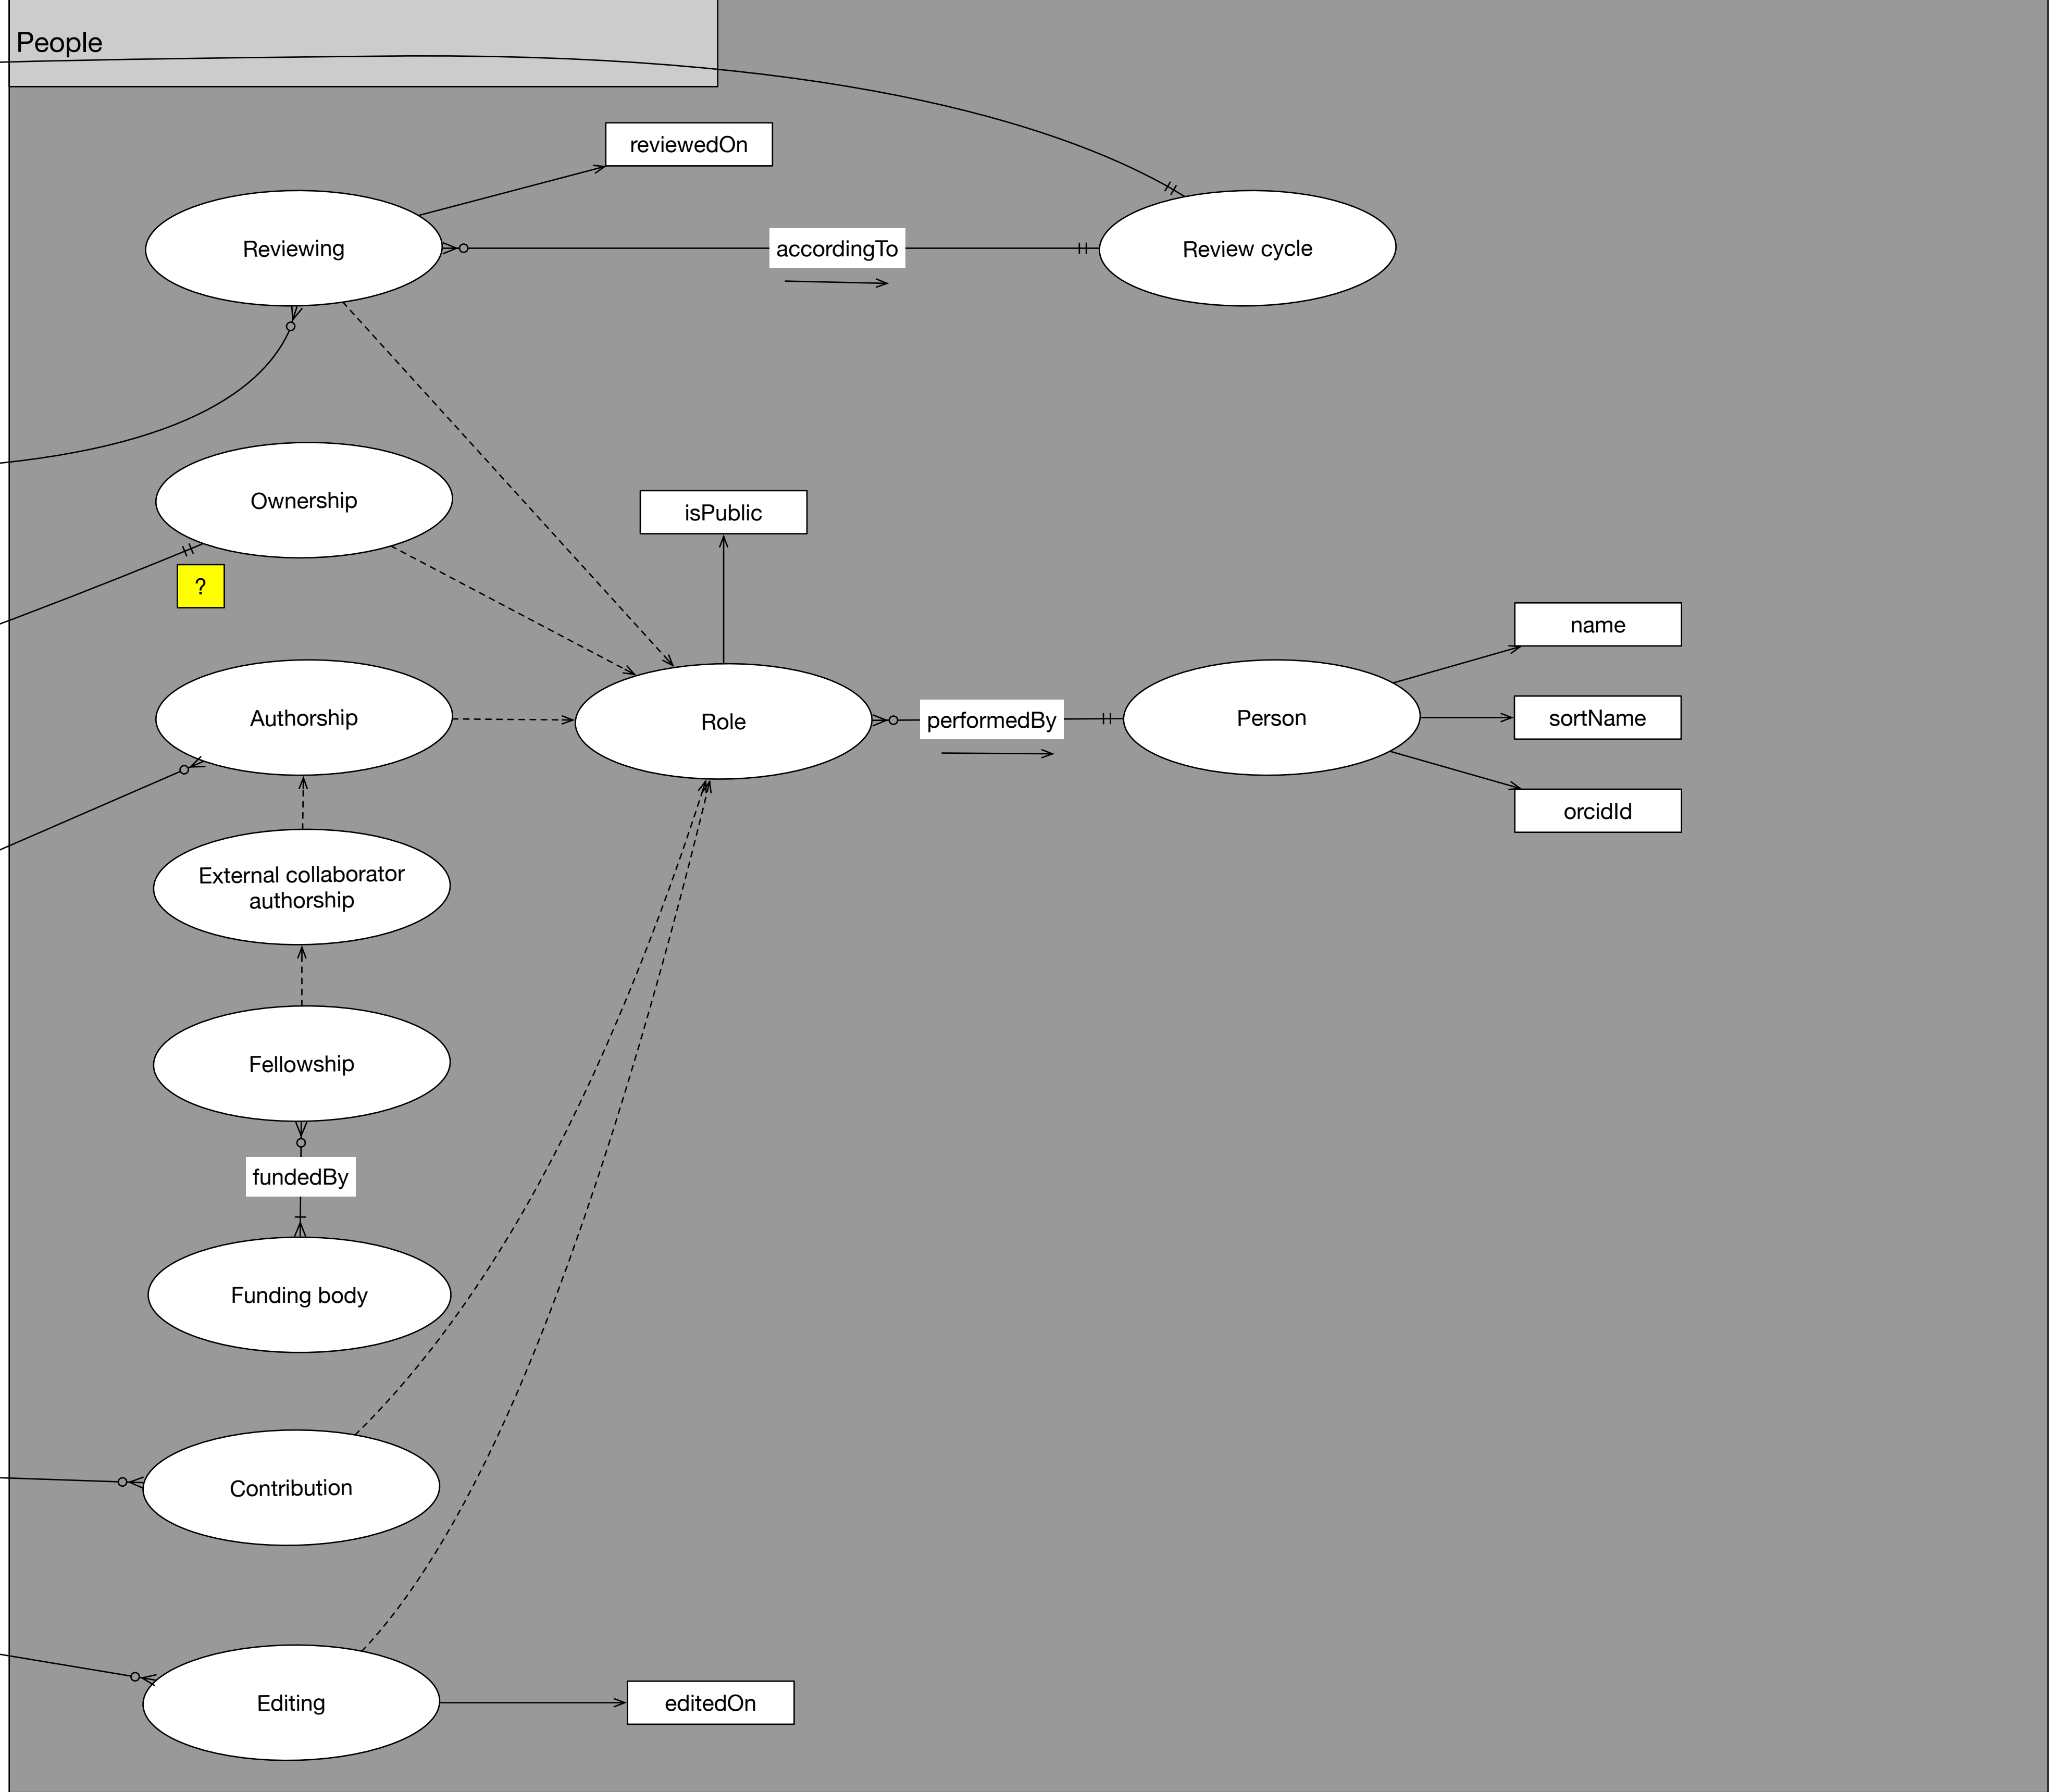 People
reviewedOn
Reviewing
accordingTo
Review cycle
Ownership
isPublic
?
name
Authorship
Role
performedBy
Person
sortName
orcidId
External collaborator
authorship
Fellowship
fundedBy
Funding body
Contribution
Editing
editedOn